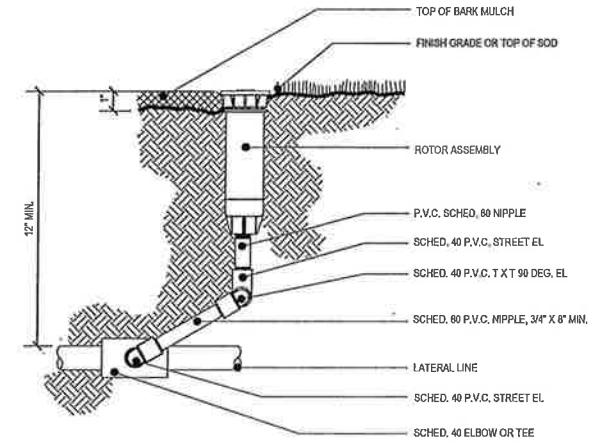 TOP OF BARK MULCH
FINISH GRADE OR TOP OF SOD
1"
ROTOR ASSEMBLY
12" MIN.
P.V.C. SCHED. 80 NIPPLE
SCHED. 40 P.V.C. STREET EL
SCHED. 40 P.V.C. T X T 90 DEG. EL
SCHED. 80 P.V.C. NIPPLE, 3/4" X 8" MIN.
LATERAL LINE
SCHED. 40 P.V.C. STREET EL
SCHED. 40 ELBOW OR TEE